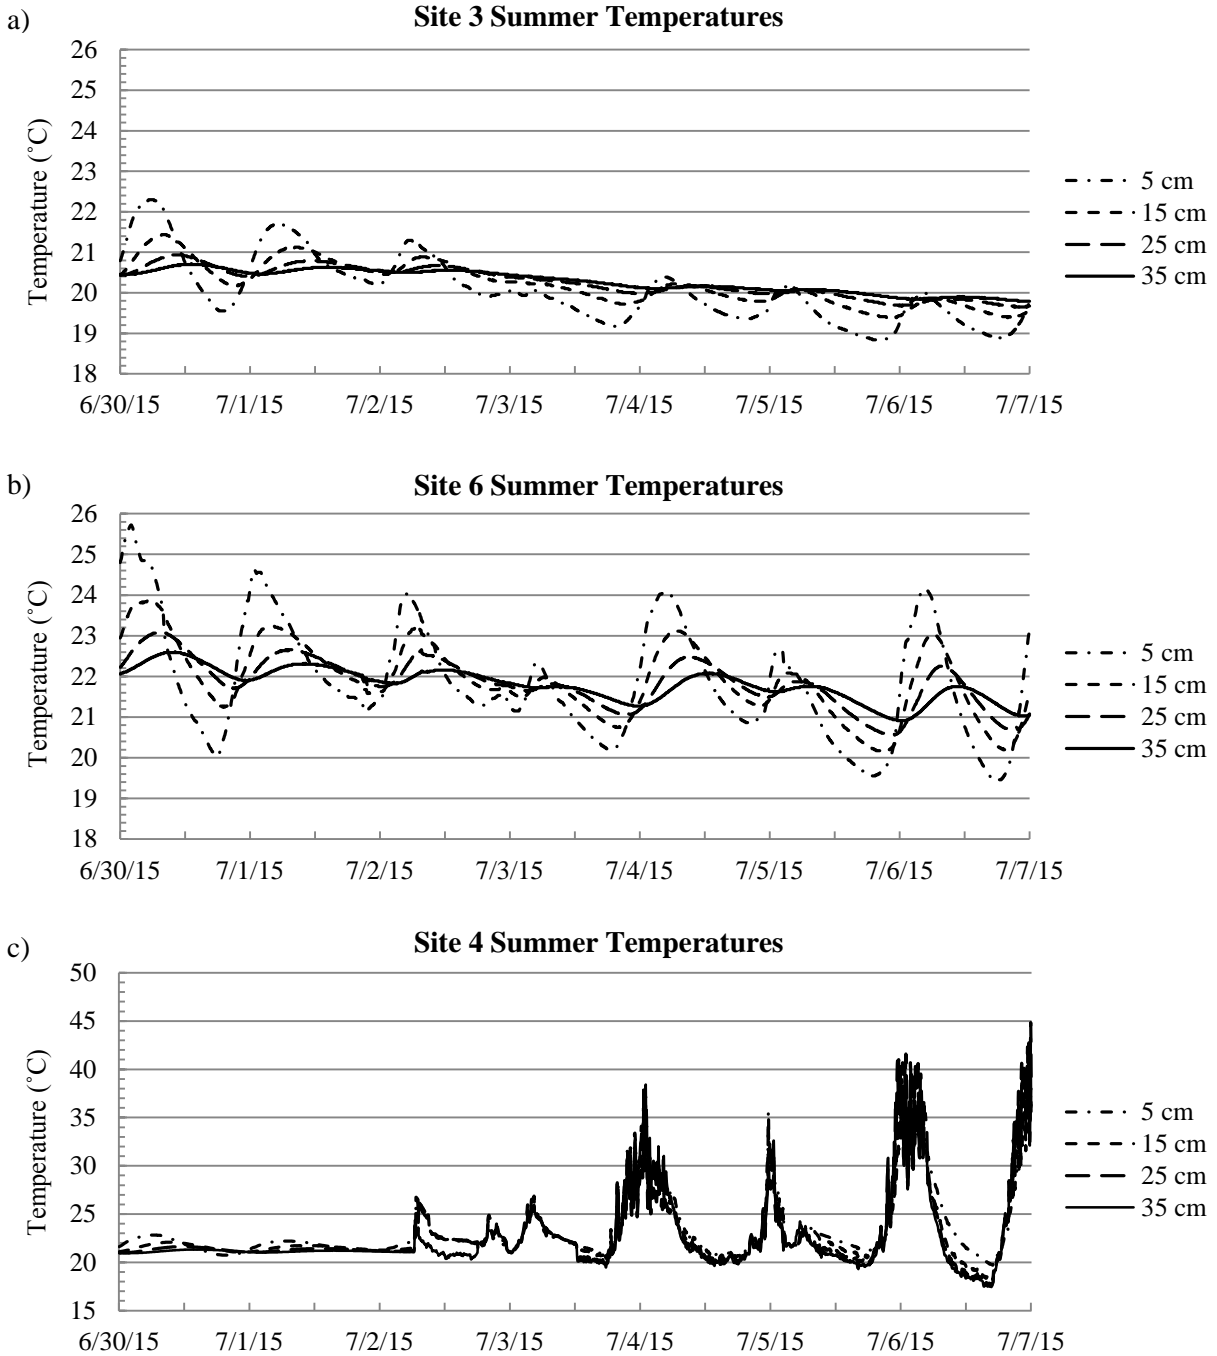 a)
Site 3 Summer Temperatures
Temperature (˚C)
26
25
24
23
22
21
20
19
18
6/30/15 7/1/15 7/2/15 7/3/15 7/4/15 7/5/15 7/6/15 7/7/15
5 cm
15 cm
25 cm
35 cm
b)
Site 6 Summer Temperatures
Temperature (˚C)
26
25
24
23
22
21
20
19
18
6/30/15 7/1/15 7/2/15 7/3/15 7/4/15 7/5/15 7/6/15 7/7/15
5 cm
15 cm
25 cm
35 cm
c)
Site 4 Summer Temperatures
Temperature (˚C)
50
45
40
35
30
25
20
15
6/30/15 7/1/15 7/2/15 7/3/15 7/4/15 7/5/15 7/6/15 7/7/15
5 cm
15 cm
25 cm
35 cm